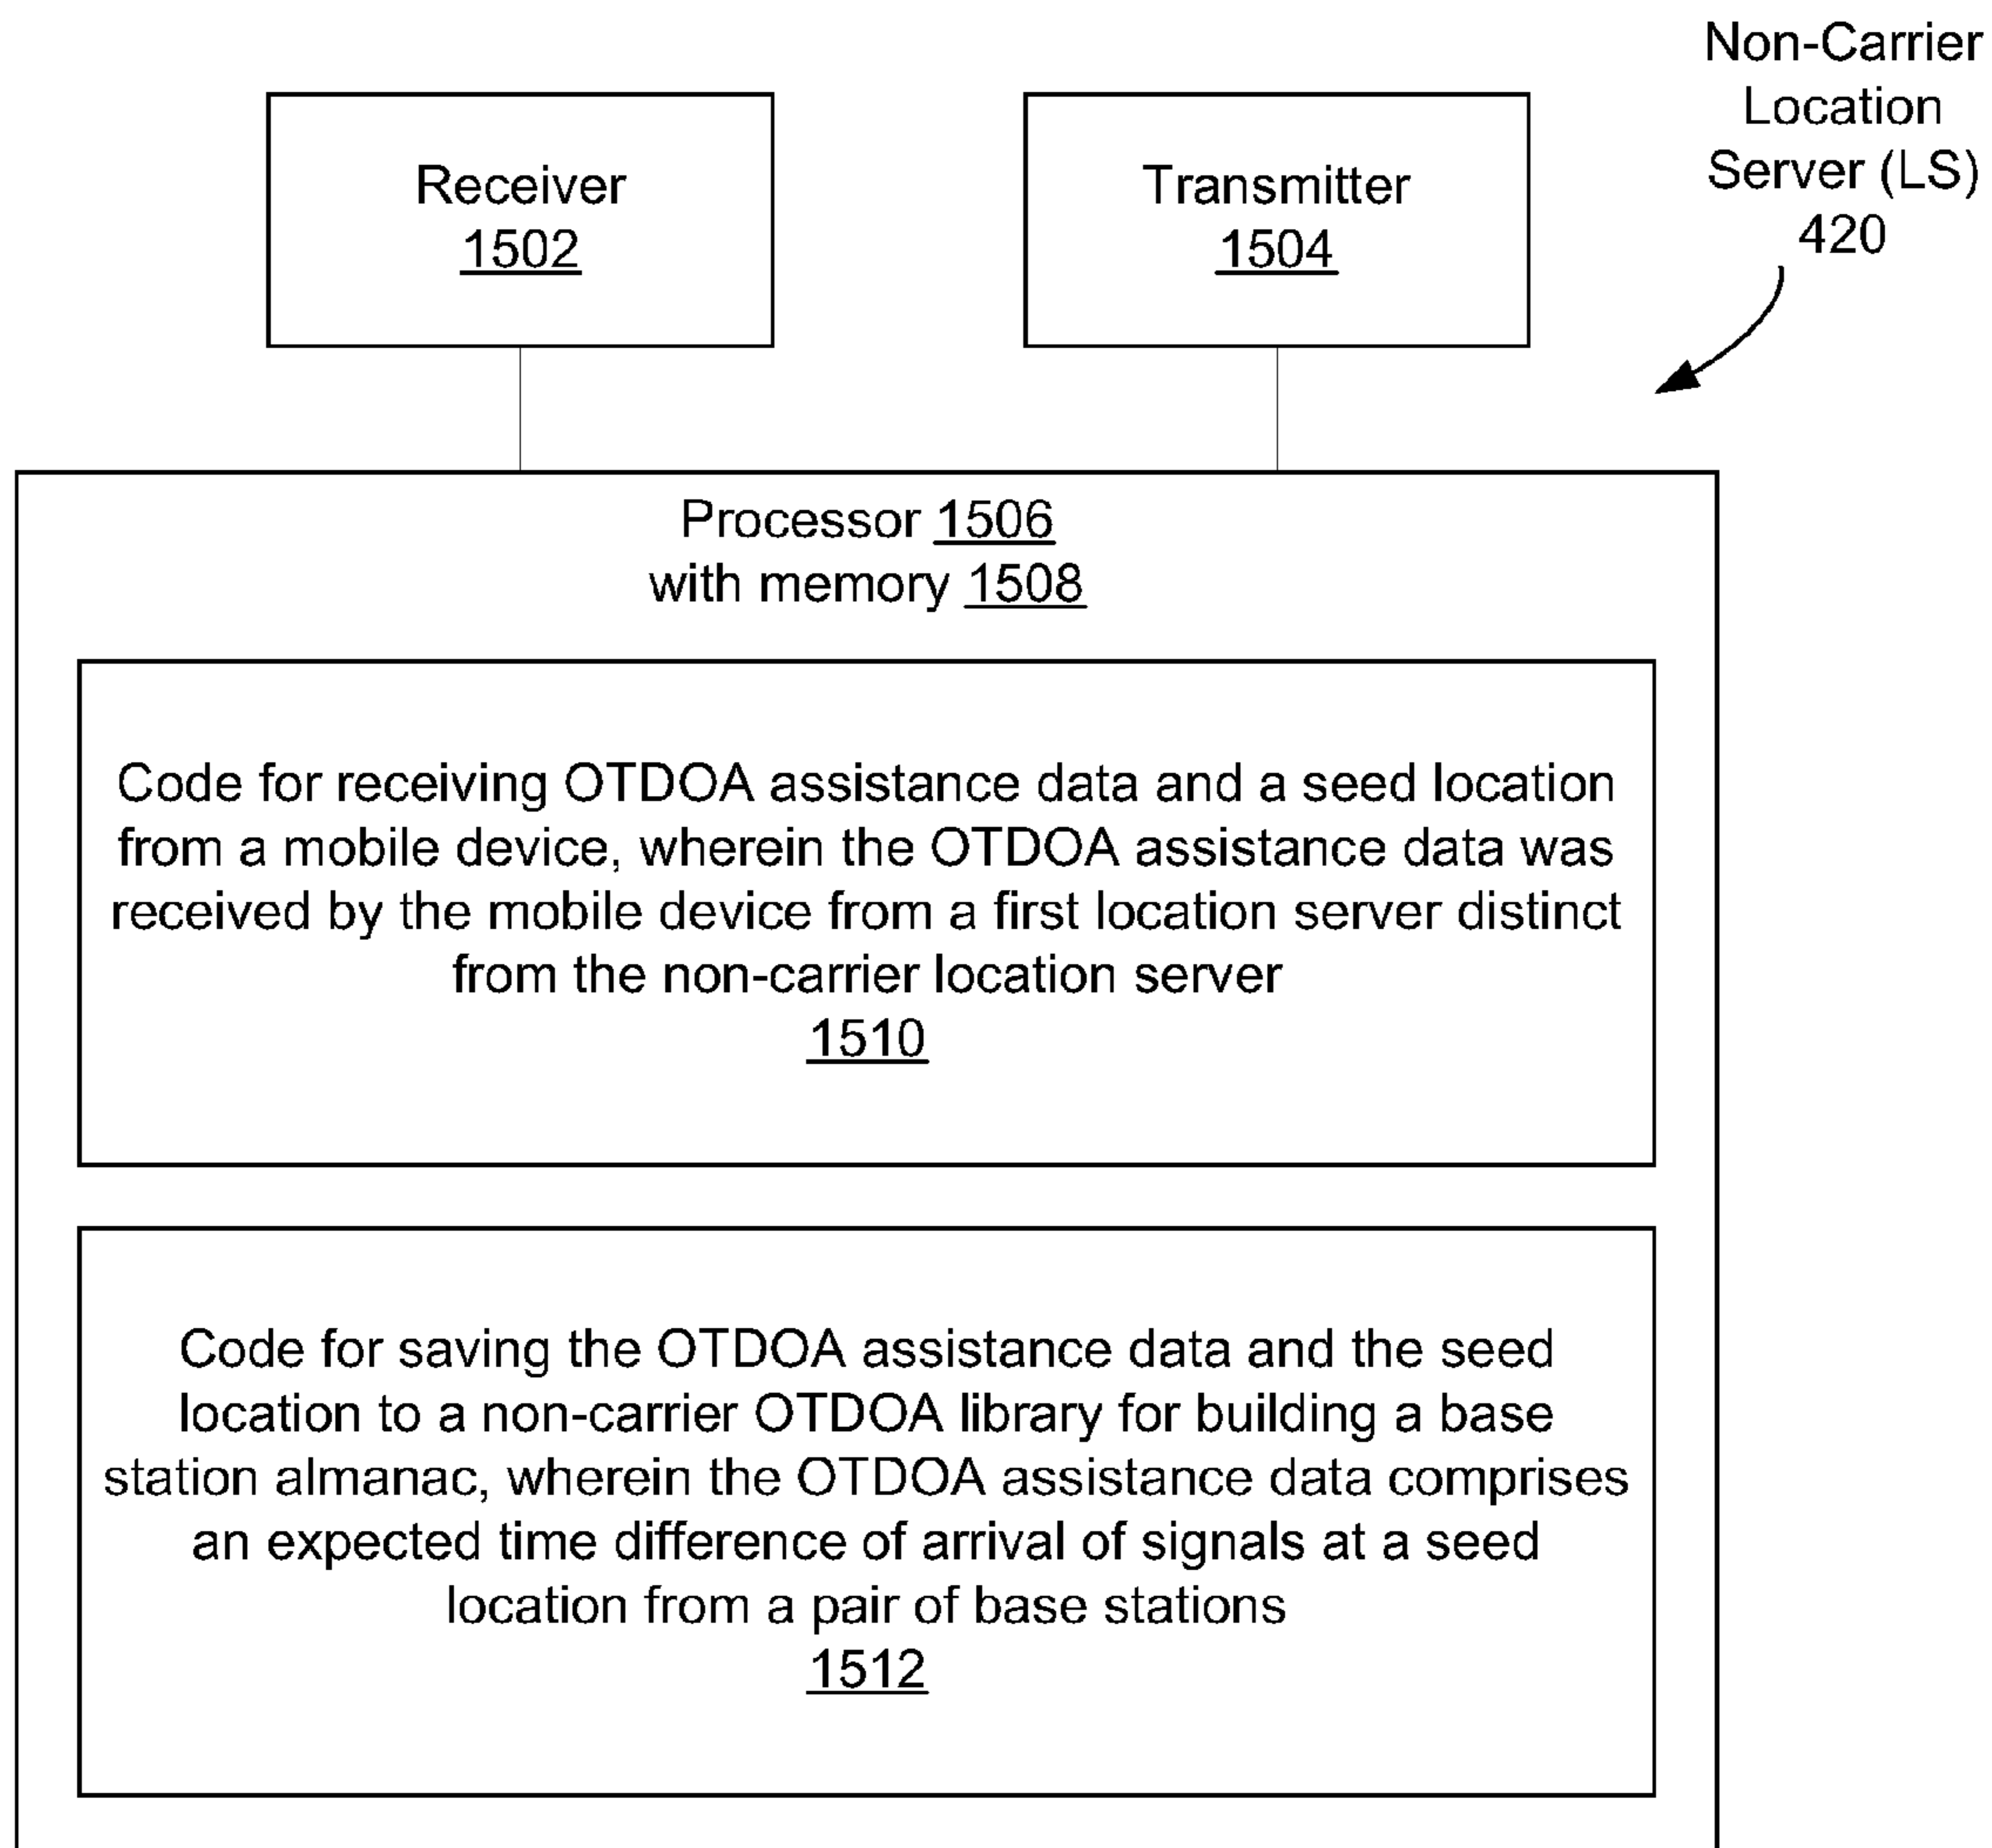 Non-Carrier
Location
Server (LS)
420
Receiver
1502
Transmitter
1504
Processor 1506
with memory 1508
Code for receiving OTDOA assistance data and a seed location
from a mobile device, wherein the OTDOA assistance data was
received by the mobile device from a first location server distinct
from the non-carrier location server
1510
Code for saving the OTDOA assistance data and the seed
location to a non-carrier OTDOA library for building a base
station almanac, wherein the OTDOA assistance data comprises
an expected time difference of arrival of signals at a seed
location from a pair of base stations
1512